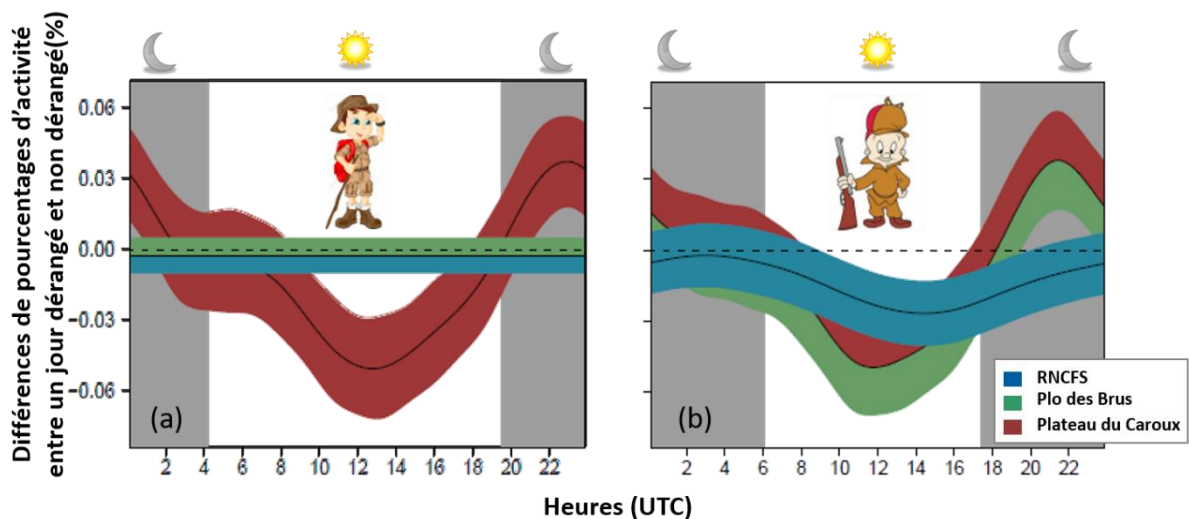 Différences de pourcentages d'activité
entre un jour dérangé et non dérangé(%)
0.06
0.03
0.00
-0.03
-0.06
(a)
2 4 6 8 10 12 14 16 18 20 22
(b)
2 4 6 8 10 12 14 16 18 20 22
RNCFS
Plo des Brus
Plateau du Caroux
Heures (UTC)